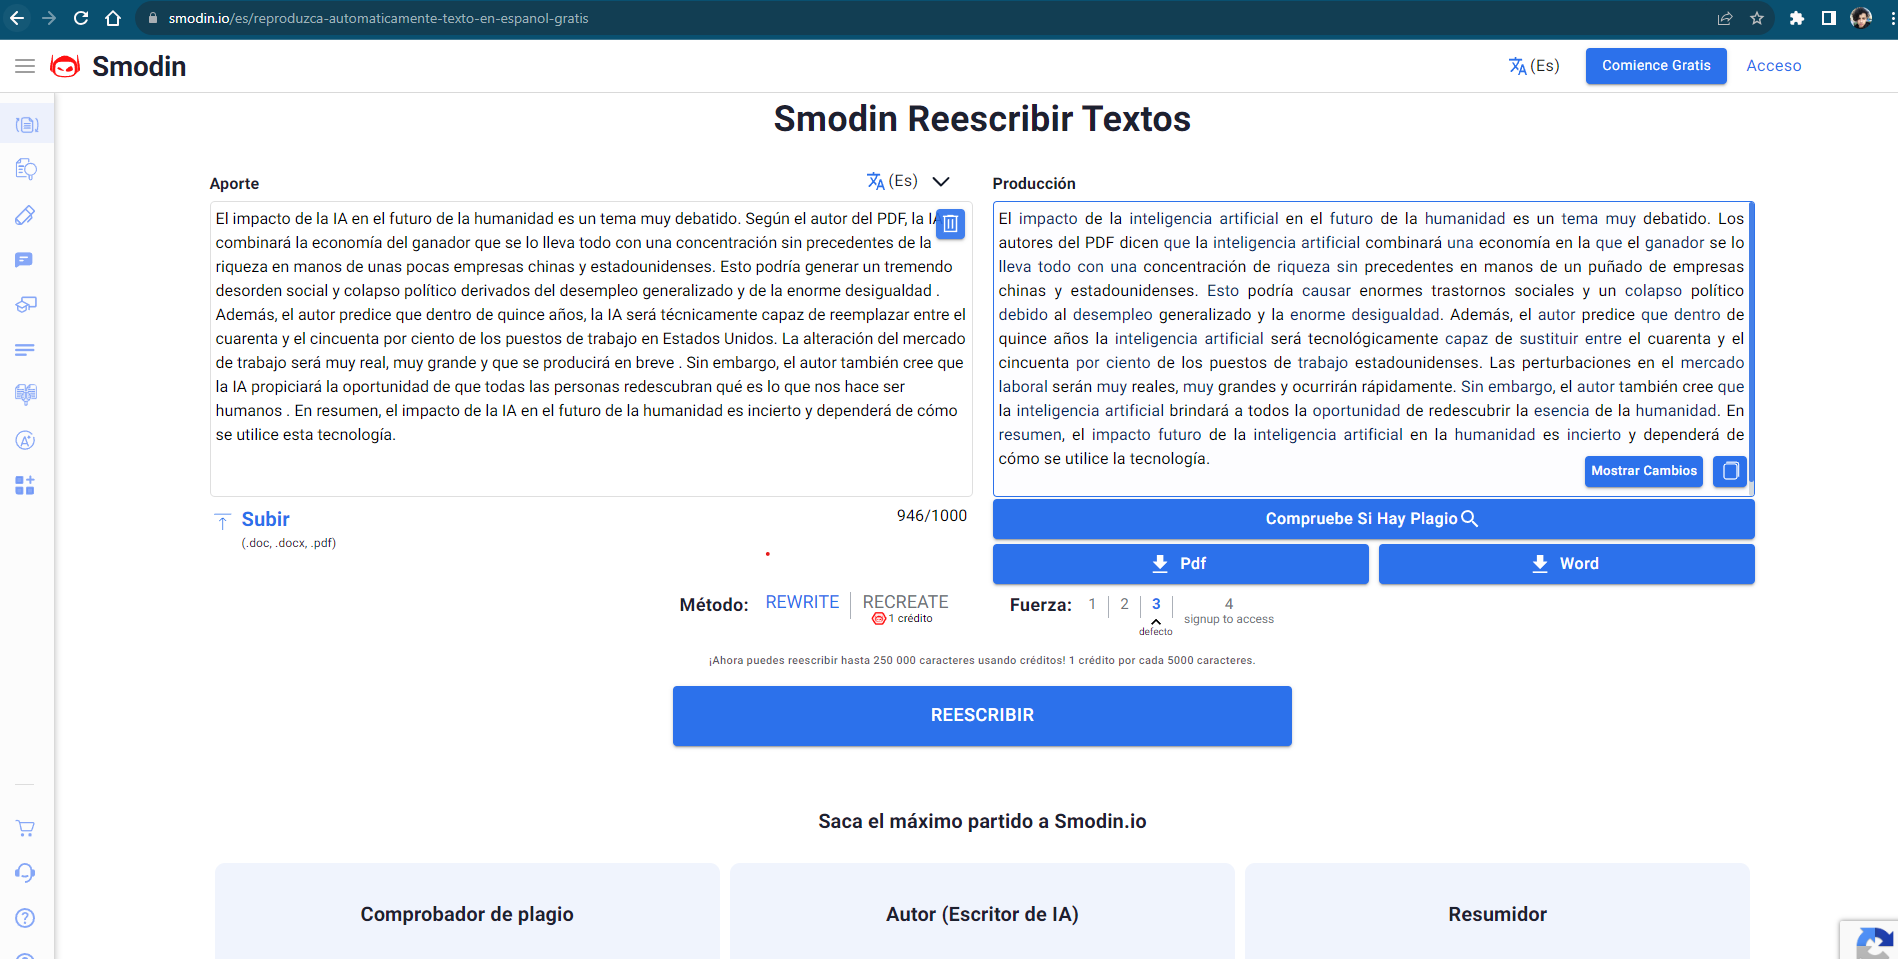 smodin.io/es/reproduzca-automaticamente-texto-en-espanol-gratis
Smodin
(Es)
Comience Gratis
Acceso
Smodin Reescribir Textos
Aporte
(Es)
El impacto de la IA en el futuro de la humanidad es un tema muy debatido. Según el autor del PDF, la IA
combinará la economía del ganador que se lo lleva todo con una concentración sin precedentes de la
riqueza en manos de unas pocas empresas chinas y estadounidenses. Esto podría generar un tremendo
desorden social y colapso político derivados del desempleo generalizado y de la enorme desigualdad .
Además, el autor predice que dentro de quince años, la IA será técnicamente capaz de reemplazar entre el
cuarenta y el cincuenta por ciento de los puestos de trabajo en Estados Unidos. La alteración del mercado
de trabajo será muy real, muy grande y que se producirá en breve . Sin embargo, el autor también cree que
la IA propiciará la oportunidad de que todas las personas redescubran qué es lo que nos hace ser
humanos . En resumen, el impacto de la IA en el futuro de la humanidad es incierto y dependerá de cómo
se utilice esta tecnología.
Subir
(.doc, .docx, .pdf)
946/1000
Producción
El impacto de la inteligencia artificial en el futuro de la humanidad es un tema muy debatido. Los
autores del PDF dicen que la inteligencia artificial combinará una economía en la que el ganador se lo
lleva todo con una concentración de riqueza sin precedentes en manos de un puñado de empresas
chinas y estadounidenses. Esto podría causar enormes trastornos sociales y un colapso político
debido al desempleo generalizado y la enorme desigualdad. Además, el autor predice que dentro de
quince años la inteligencia artificial será tecnológicamente capaz de sustituir entre el cuarenta y el
cincuenta por ciento de los puestos de trabajo estadounidenses. Las perturbaciones en el mercado
laboral serán muy reales, muy grandes y ocurrirán rápidamente. Sin embargo, el autor también cree que
la inteligencia artificial brindará a todos la oportunidad de redescubrir la esencia de la humanidad. En
resumen, el impacto futuro de la inteligencia artificial en la humanidad es incierto y dependerá de
cómo se utilice la tecnología.
Mostrar Cambios
Compruebe Si Hay Plagio
Pdf
Word
Método:
REWRITE
RECREATE
1 crédito
Fuerza:
1
2
3
defecto
4
signup to access
¡Ahora puedes reescribir hasta 250 000 caracteres usando créditos! 1 crédito por cada 5000 caracteres.
REESCRIBIR
Saca el máximo partido a Smodin.io
Comprobador de plagio
Autor (Escritor de IA)
Resumidor